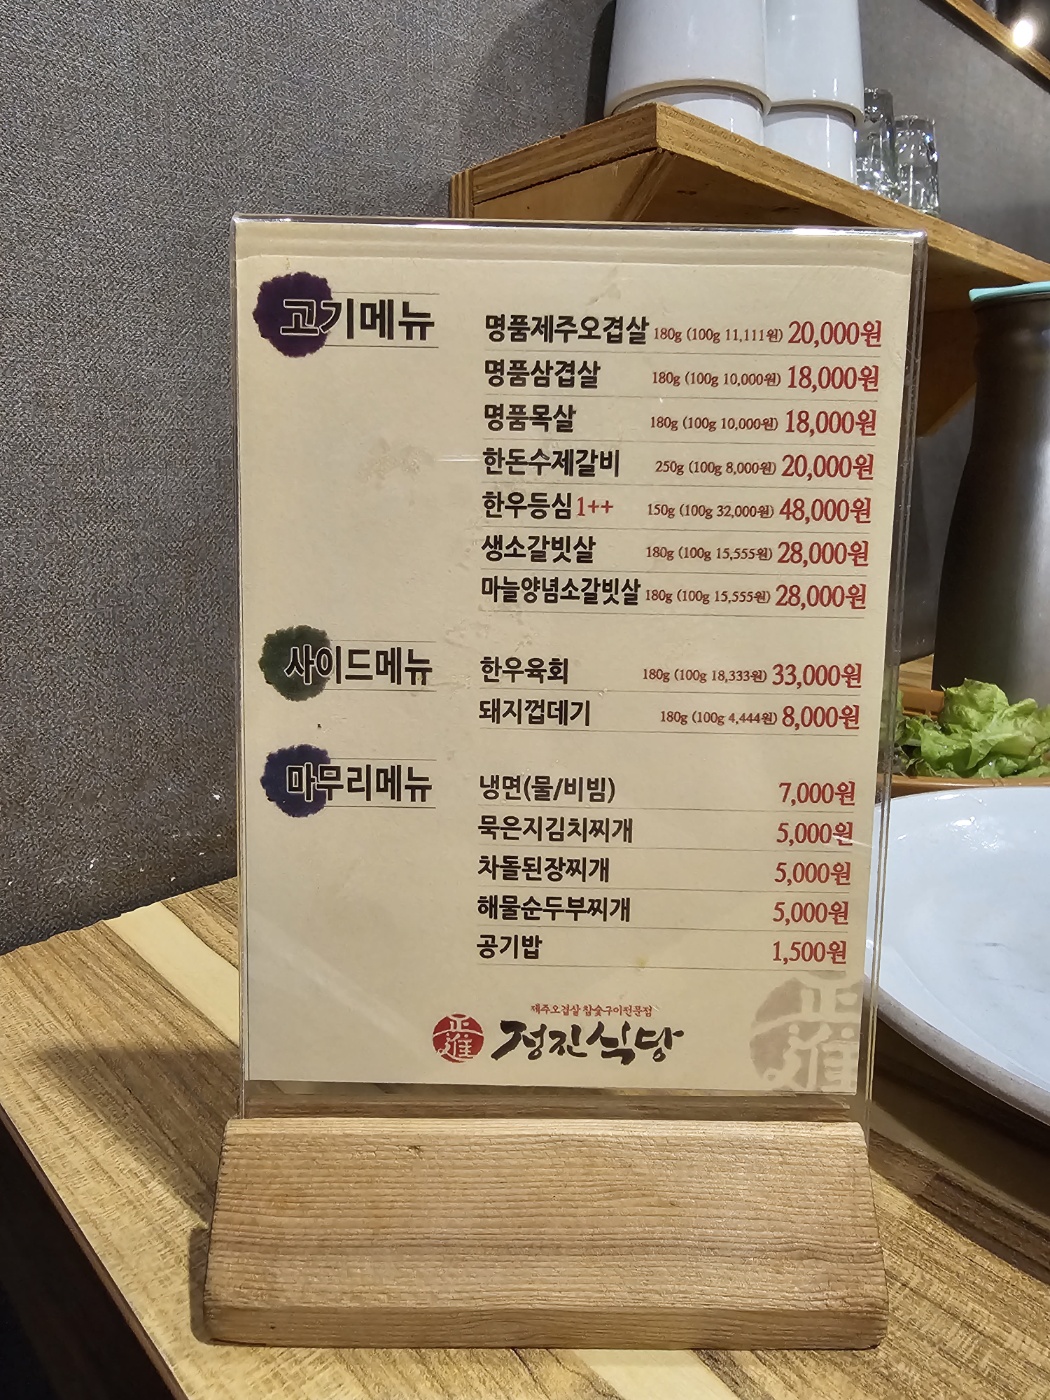 고기메뉴
명품제주오겹살 180g (100g 11,111원) 20,000원
명품삼겹살 180g (100g 10,000원) 18,000원
명품목살 180g (100g 10,000원) 18,000원
한돈수제갈비 250g (100g 8,000원) 20,000원
한우등심 1++ 150g (100g 32,000원) 48,000원
생소갈빗살 180g (100g 15,555원) 28,000원
마늘양념소갈빗살 180g (100g 15,555원) 28,000원
사이드메뉴
한우육회 180g (100g 18,333원) 33,000원
돼지껍데기 180g (100g 4,444원) 8,000원
마무리메뉴
냉면(물/비빔) 7,000원
묵은지김치찌개 5,000원
차돌된장찌개 5,000원
해물순두부찌개 5,000원
공기밥 1,500원
제주오겹살 참숯구이전문점
正進 정진식당
正進